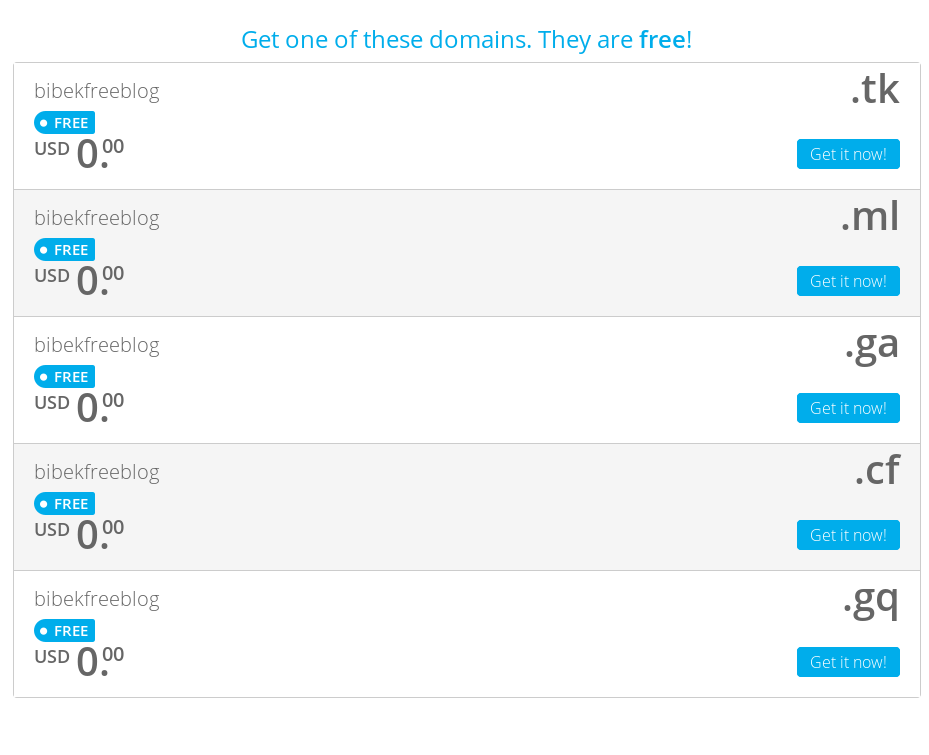 Get one of these domains. They are free!
bibekfreeblog
.tk
FREE
USD 0.00
Get it now!
bibekfreeblog
.ml
FREE
USD 0.00
Get it now!
bibekfreeblog
.ga
FREE
USD 0.00
Get it now!
bibekfreeblog
.cf
FREE
USD 0.00
Get it now!
bibekfreeblog
.gq
FREE
USD 0.00
Get it now!